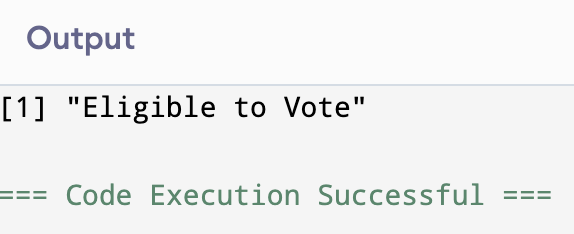 Output
[1] "Eligible to Vote"
=== Code Execution Successful ===